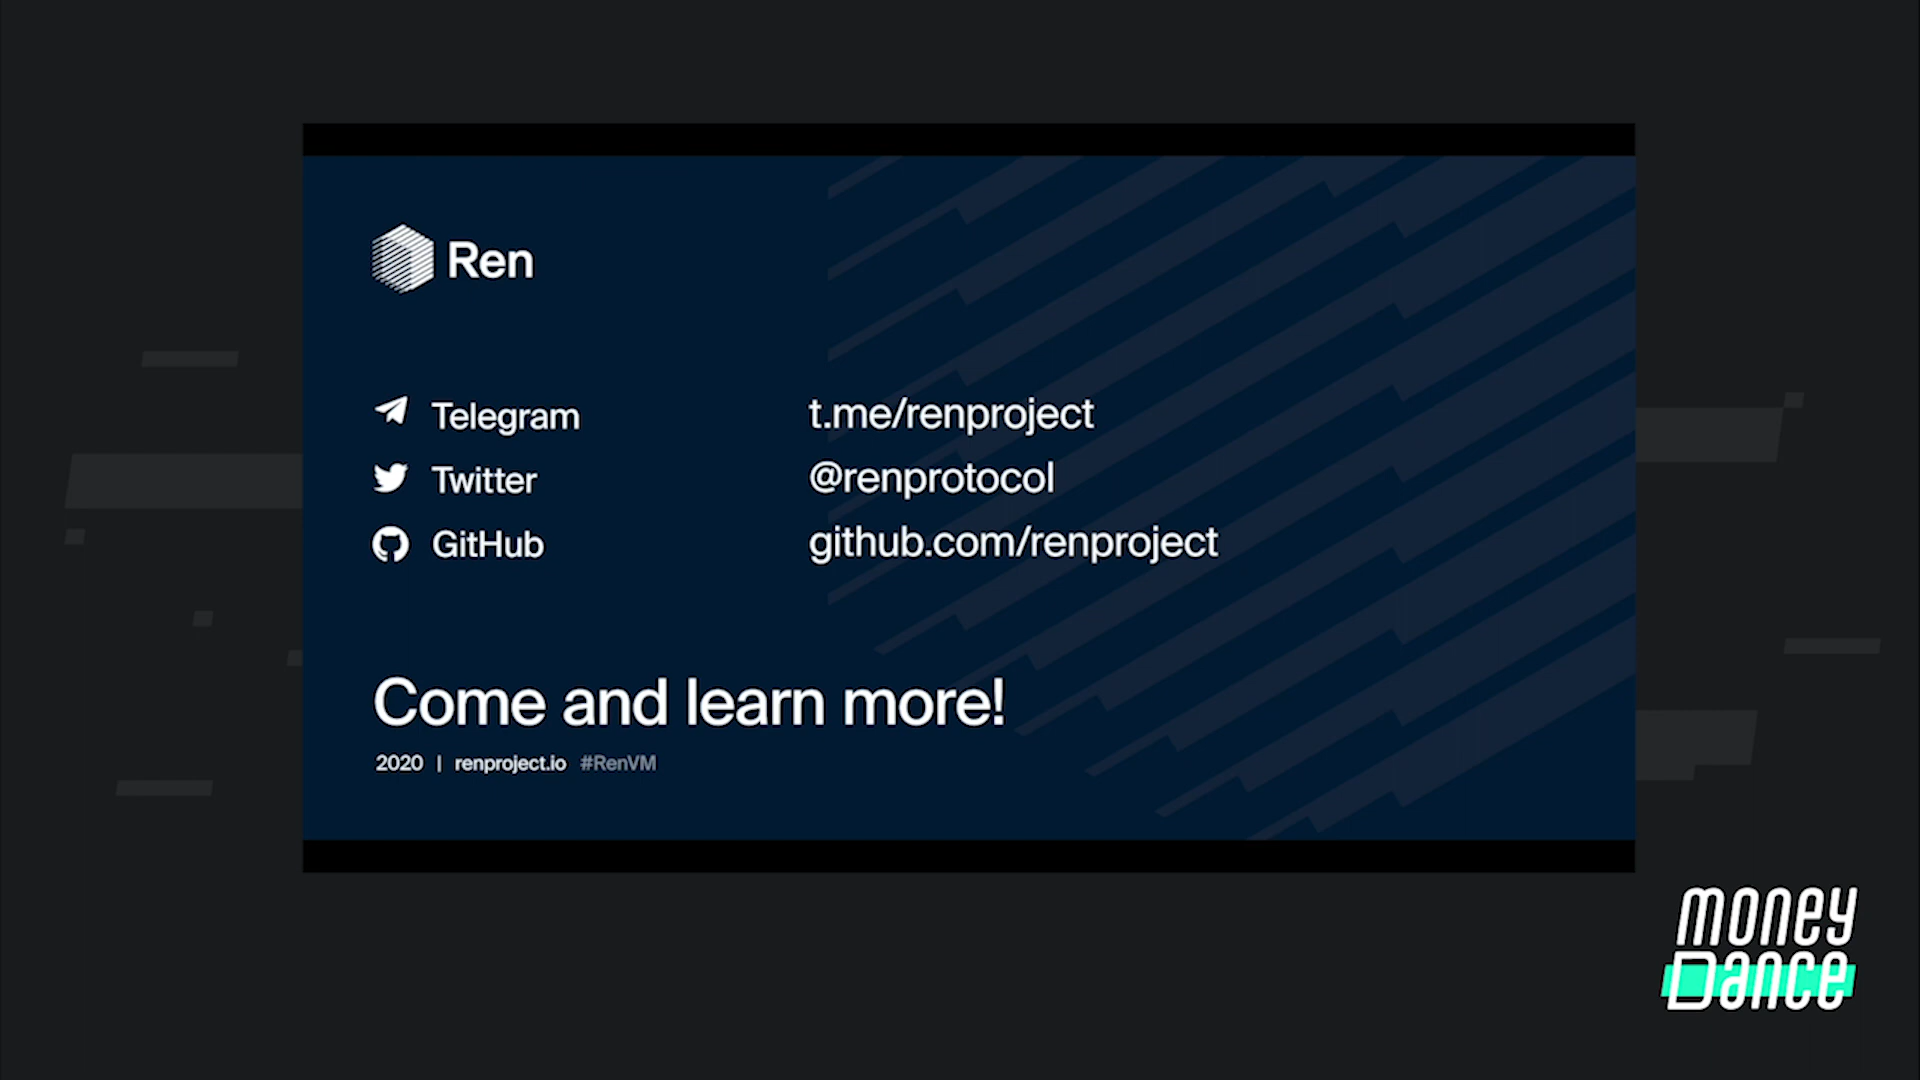 Ren
Telegram t.me/renproject
Twitter @renprotocol
GitHub github.com/renproject
Come and learn more!
2020 | renproject.io #RenVM
money
Dance